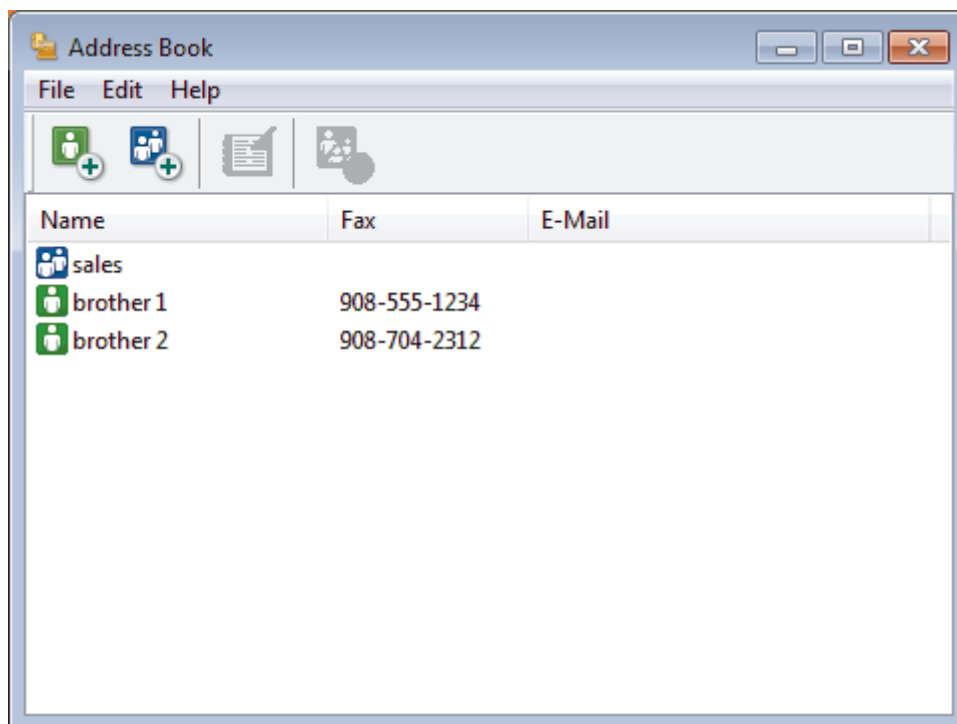 Address Book
File Edit Help
Name Fax E-Mail
sales
brother 1 908-555-1234
brother 2 908-704-2312